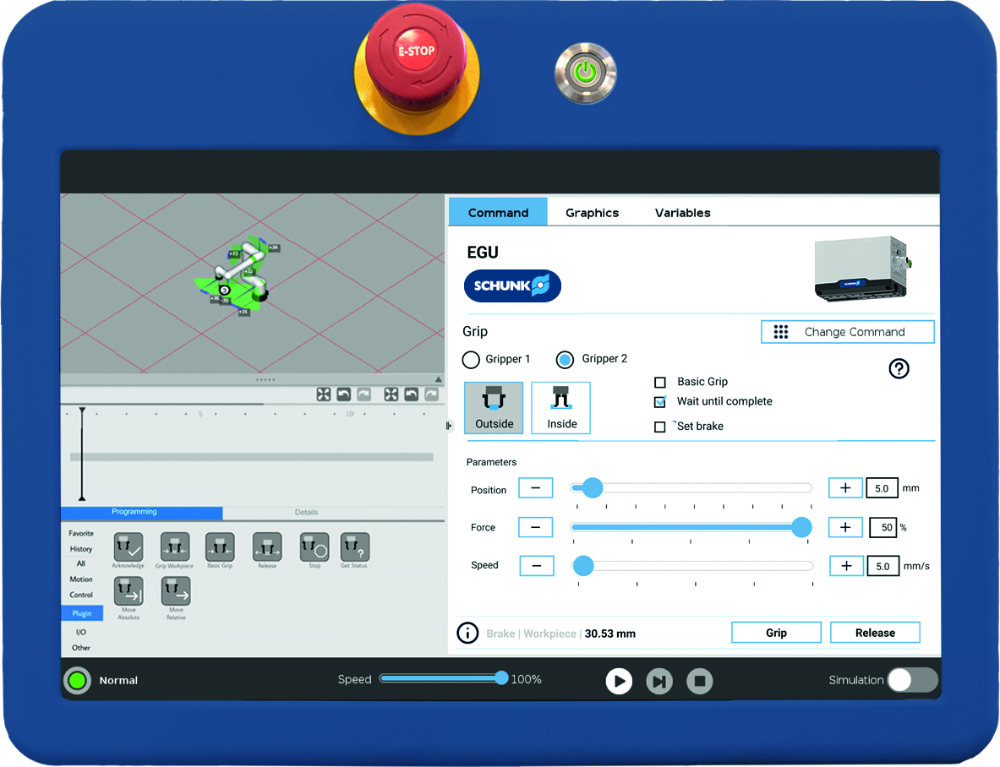 E-STOP
Command
Graphics
Variables
EGU
SCHUNK
SCHUNK
Grip
Change Command
Gripper 1
Gripper 2
?
Basic Grip
Wait until complete
Set brake
Outside
Inside
Parameters
Position
−
+
5.0
mm
Force
−
+
50
%
Speed
−
+
5.0
mm/s
i
Brake | Workpiece | 30.53 mm
Grip
Release
5
10
Programming
Details
Favorite
History
All
Motion
Control
Plugin
I/O
Other
Acknowledge
Grip Workpiece
Basic Grip
Release
Stop
Get Status
Move
Absolute
Move
Relative
Normal
Speed
100%
Simulation